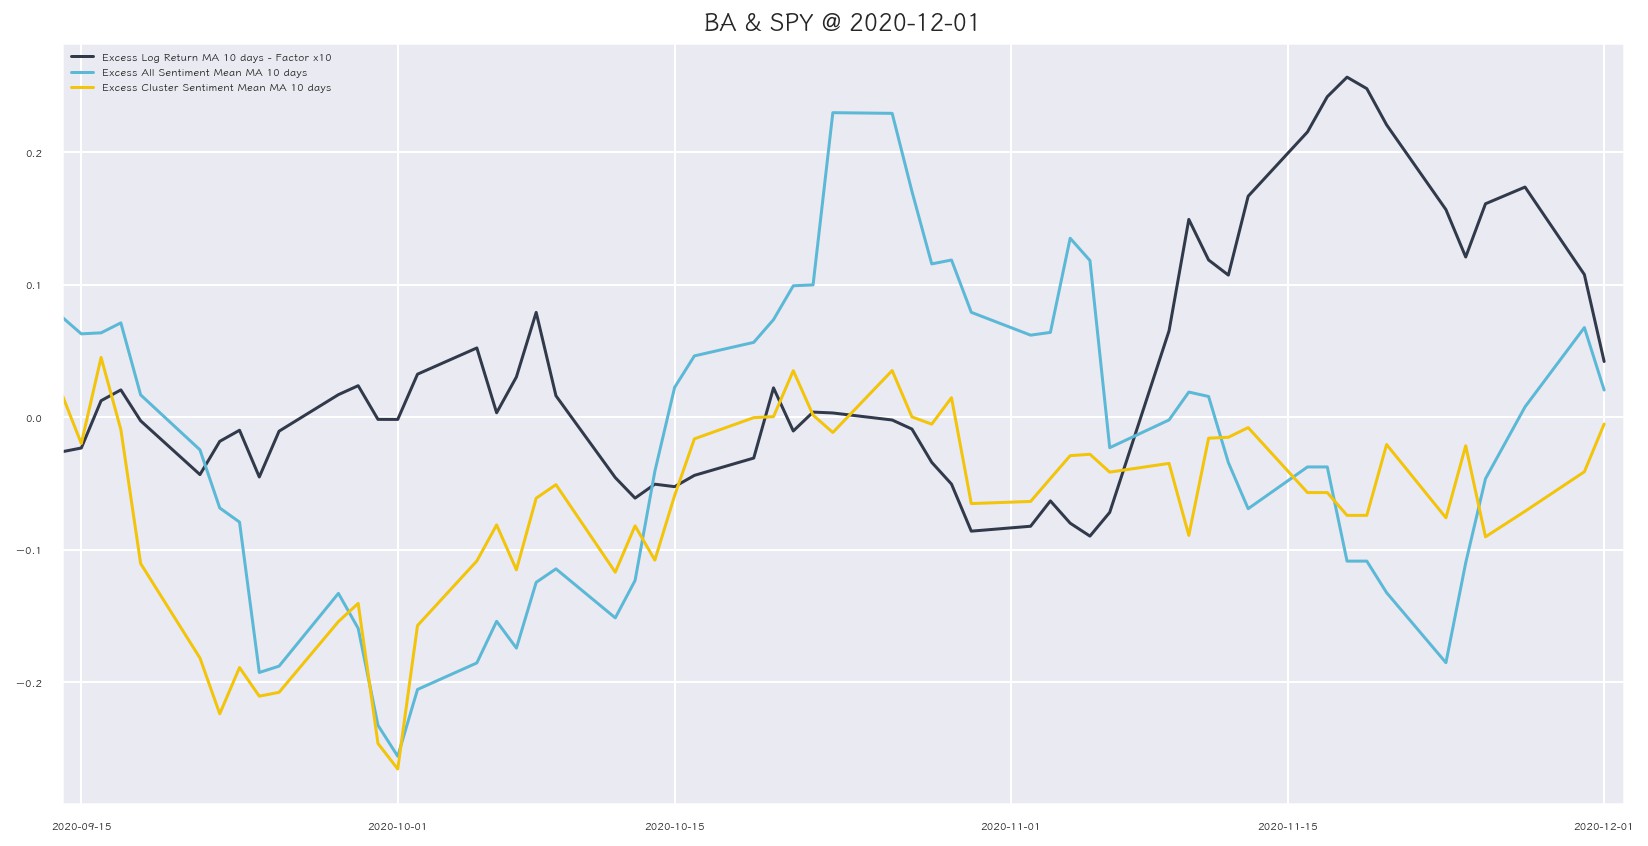 BA & SPY @ 2020-12-01
Excess Log Return MA 10 days - Factor x10
Excess All Sentiment Mean MA 10 days
Excess Cluster Sentiment Mean MA 10 days
0.2
0.1
0.0
−0.1
−0.2
2020-09-15
2020-10-01
2020-10-15
2020-11-01
2020-11-15
2020-12-01